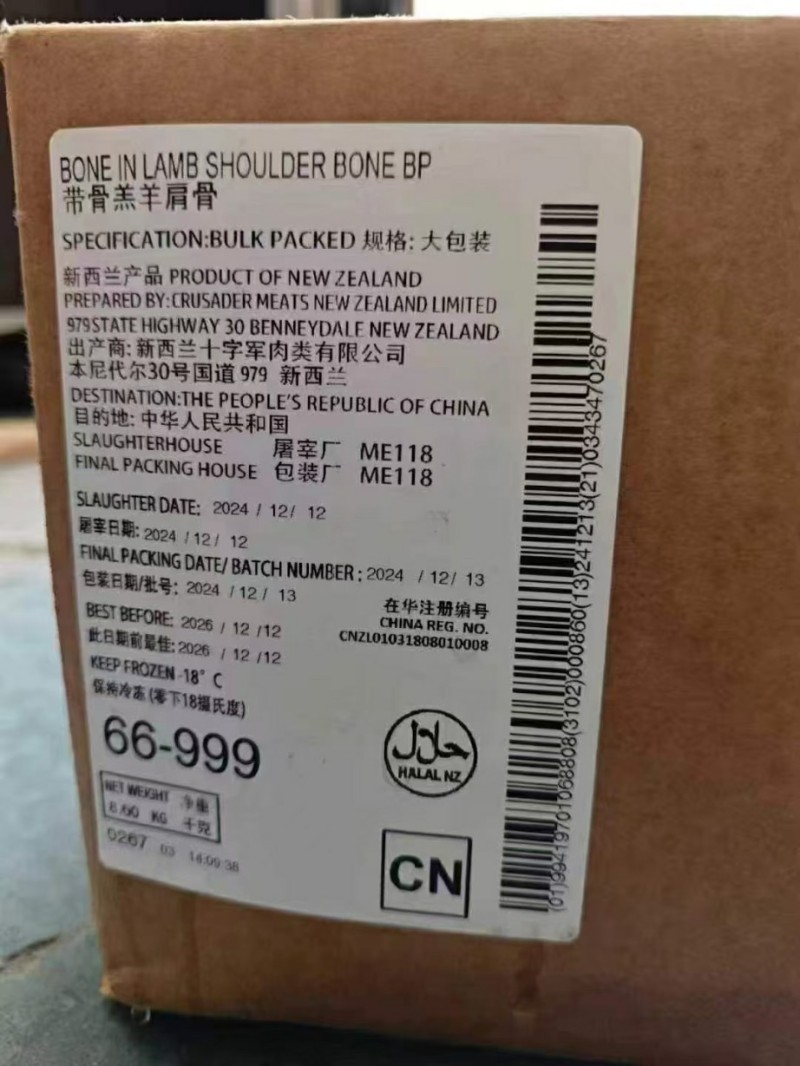 BONE IN LAMB SHOULDER BONE BP
带骨羔羊肩骨
SPECIFICATION:BULK PACKED 规格: 大包装
新西兰产品 PRODUCT OF NEW ZEALAND
PREPARED BY:CRUSADER MEATS NEW ZEALAND LIMITED
979STATE HIGHWAY 30 BENNEYDALE NEW ZEALAND
出产商: 新西兰十字军肉类有限公司
本尼代尔30号国道 979 新西兰
DESTINATION:THE PEOPLE'S REPUBLIC OF CHINA
目的地: 中华人民共和国
SLAUGHTERHOUSE 屠宰厂 ME118
FINAL PACKING HOUSE 包装厂 ME118
SLAUGHTER DATE: 2024 / 12/ 12
屠宰日期: 2024 / 12/ 12
FINAL PACKING DATE/ BATCH NUMBER : 2024 / 12/ 13
包装日期/批号: 2024 / 12 / 13
BEST BEFORE: 2026 / 12 /12
此日期前最佳: 2026 / 12 /12
在华注册编号
CHINA REG. NO.
CNZL01031808010008
KEEP FROZEN -18° C
保持冷冻 (零下18摄氏度)
66-999
حلال
HALAL NZ
NET WEIGHT 净重
8.60 KG 千克
0267 03 14:09:38
CN
(01)99419701068808(3102)000860(13)241213(21)0343470267